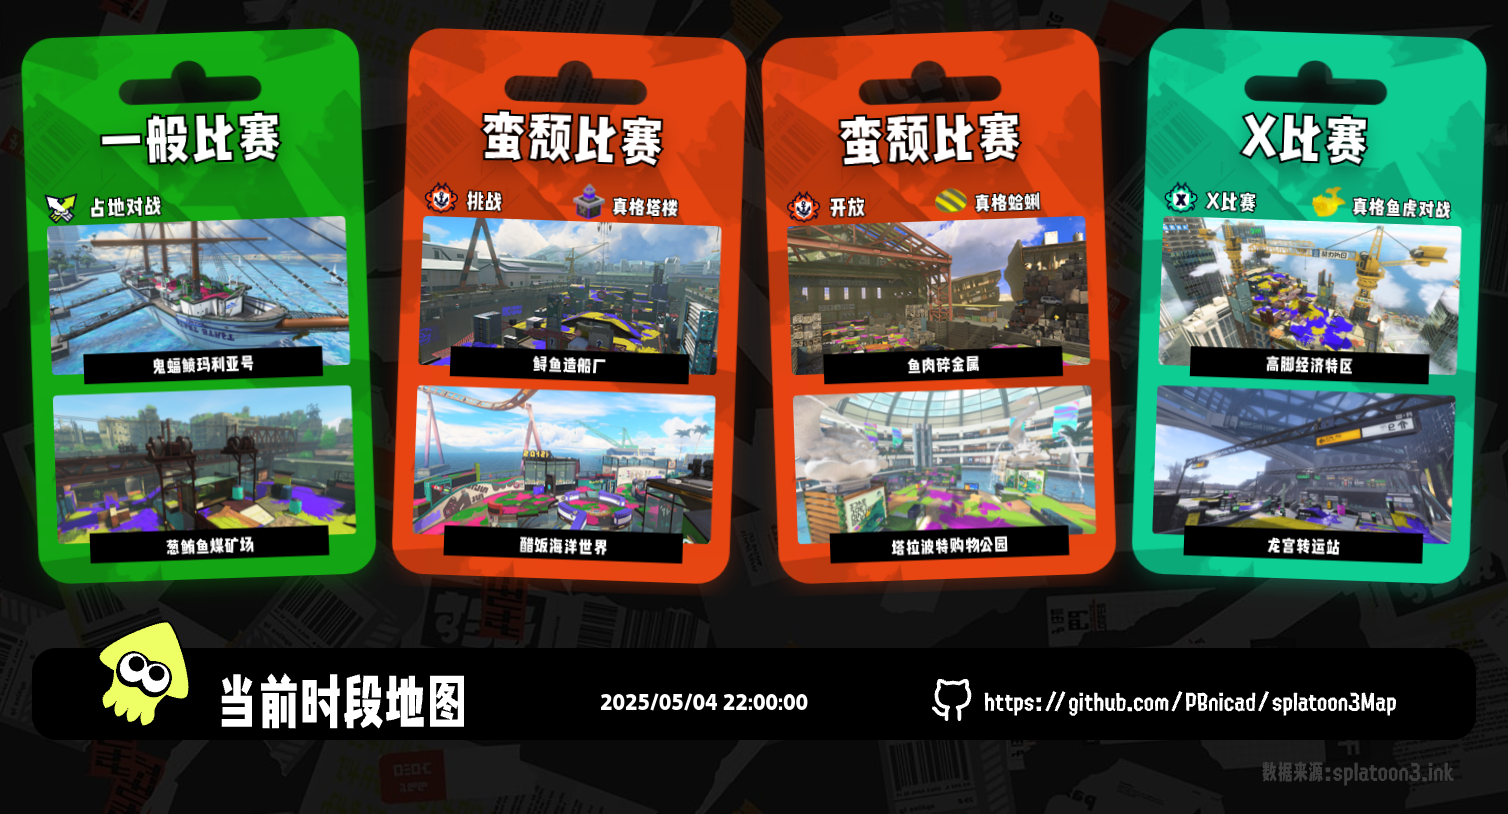 一般比赛
占地对战
鬼蝠鲼玛利亚号
葱鲔鱼煤矿场
蛮颓比赛
挑战
真格塔楼
鲟鱼造船厂
醋饭海洋世界
蛮颓比赛
开放
真格蛤蜊
鱼肉碎金属
塔拉波特购物公园
X比赛
X比赛
真格鱼虎对战
高脚经济特区
龙宫转运站
当前时段地图
2025/05/04 22:00:00
https://github.com/PBnicad/splatoon3Map
数据来源:splatoon3.ink